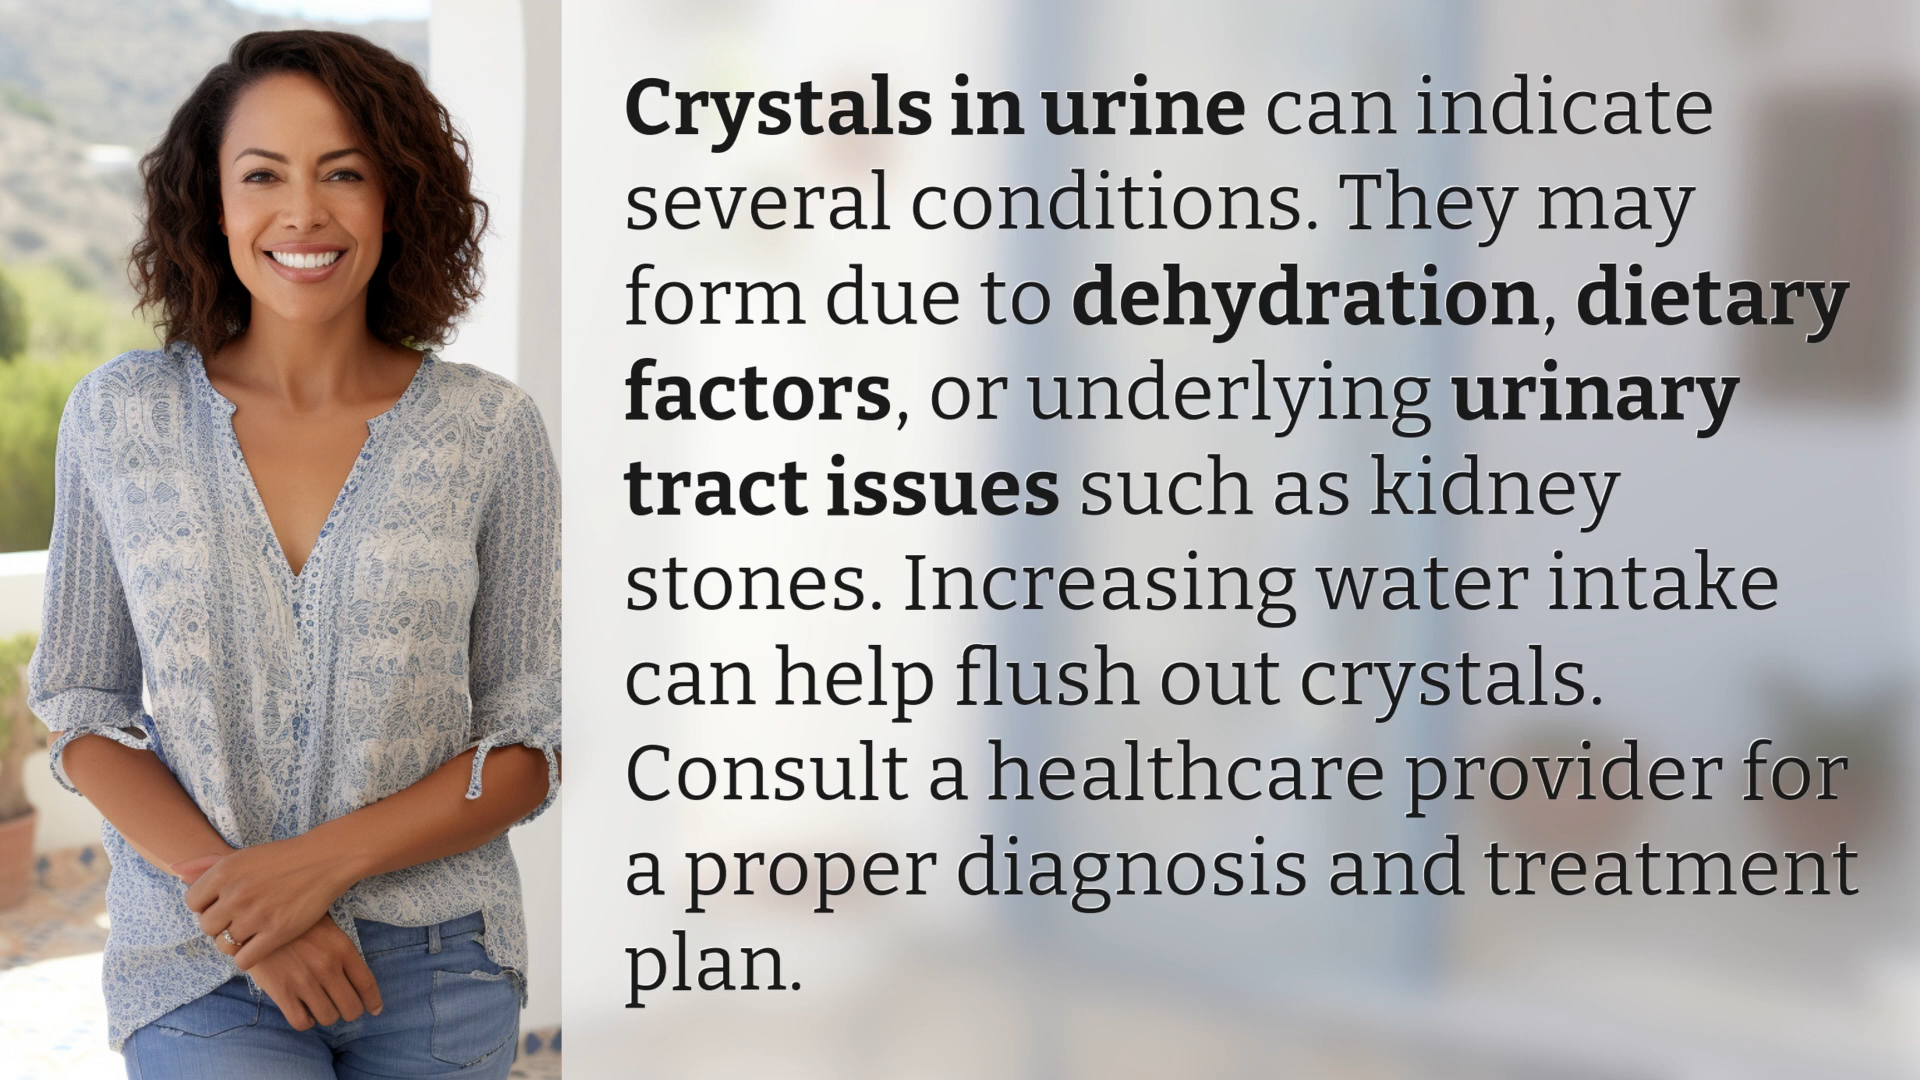 Crystals in urine can indicate
several conditions. They may
form due to dehydration, dietary
factors, or underlying urinary
tract issues such as kidney
stones. Increasing water intake
can help flush out crystals.
Consult a healthcare provider for
a proper diagnosis and treatment
plan.